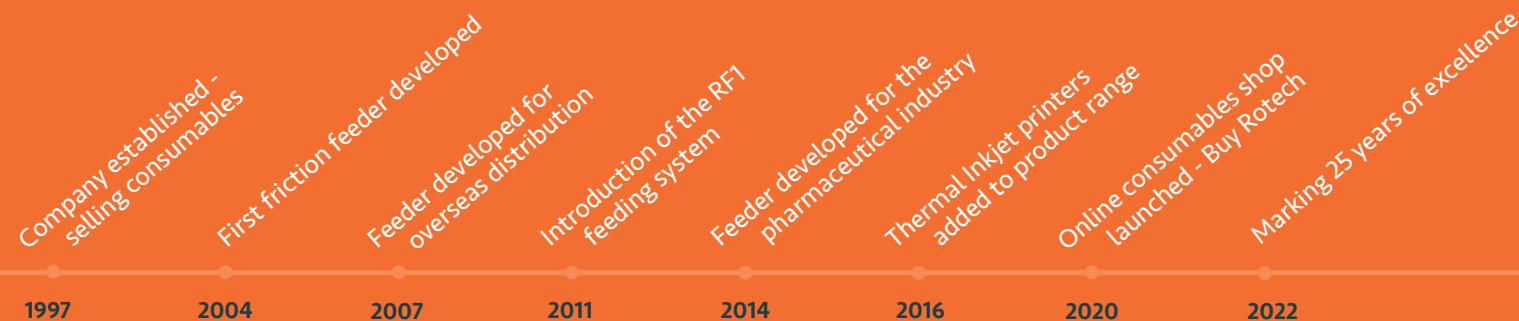 Company established -
selling consumables
First friction feeder developed
Feeder developed for
overseas distribution
Introduction of the RF1
feeding system
Feeder developed for the
pharmaceutical industry
Thermal Inkjet printers
added to product range
Online consumables shop
launched - Buy Rotech
Marking 25 years of excellence
1997
2004
2007
2011
2014
2016
2020
2022